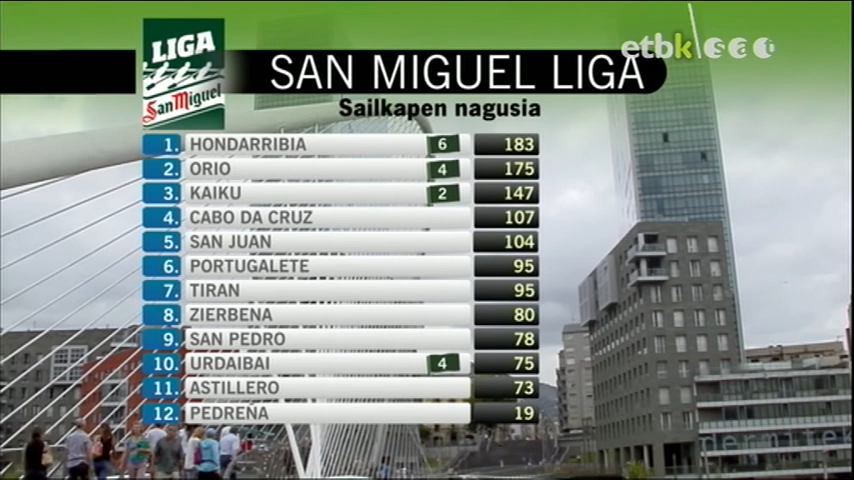 LIGA
San Miguel
SAN MIGUEL LIGA
etbk sat
Sailkapen nagusia
1. HONDARRIBIA 6 183
2. ORIO 4 175
3. KAIKU 2 147
4. CABO DA CRUZ 107
5. SAN JUAN 104
6. PORTUGALETE 95
7. TIRAN 95
8. ZIERBENA 80
9. SAN PEDRO 78
10. URDAIBAI 4 75
11. ASTILLERO 73
12. PEDREÑA 19